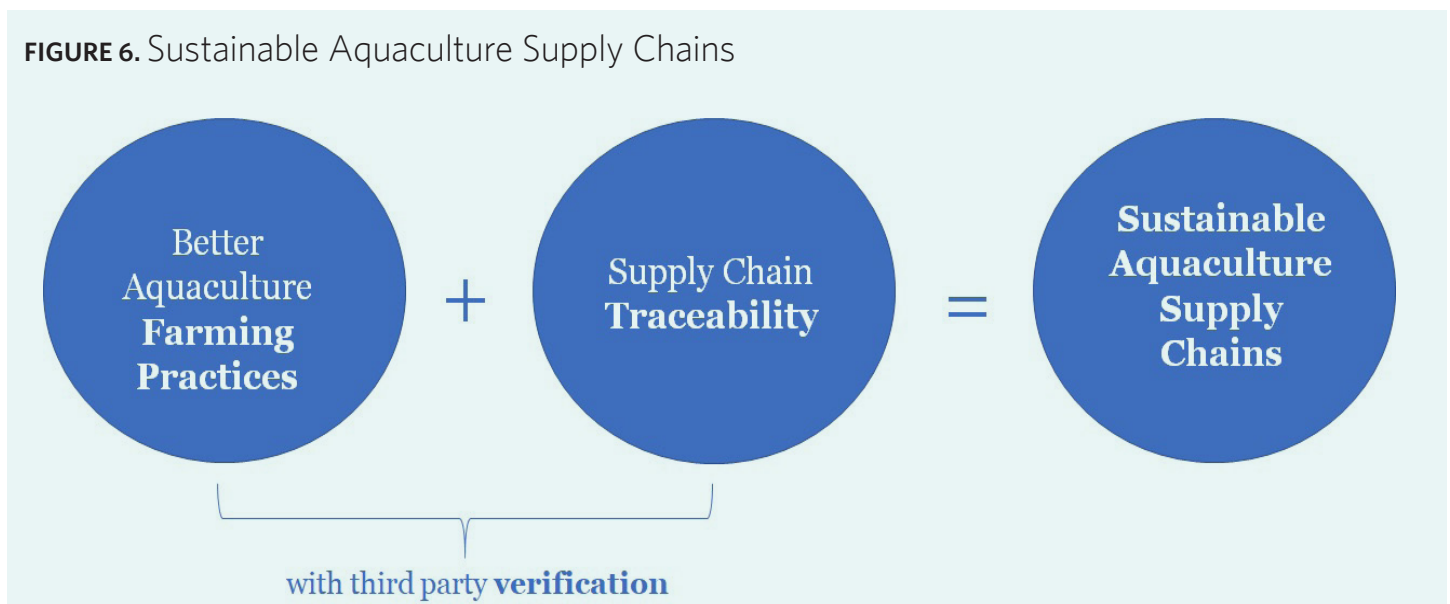 FIGURE 6. Sustainable Aquaculture Supply Chains
Better
Aquaculture
Farming
Practices
+
Supply Chain
Traceability
=
Sustainable
Aquaculture
Supply
Chains
with third party verification